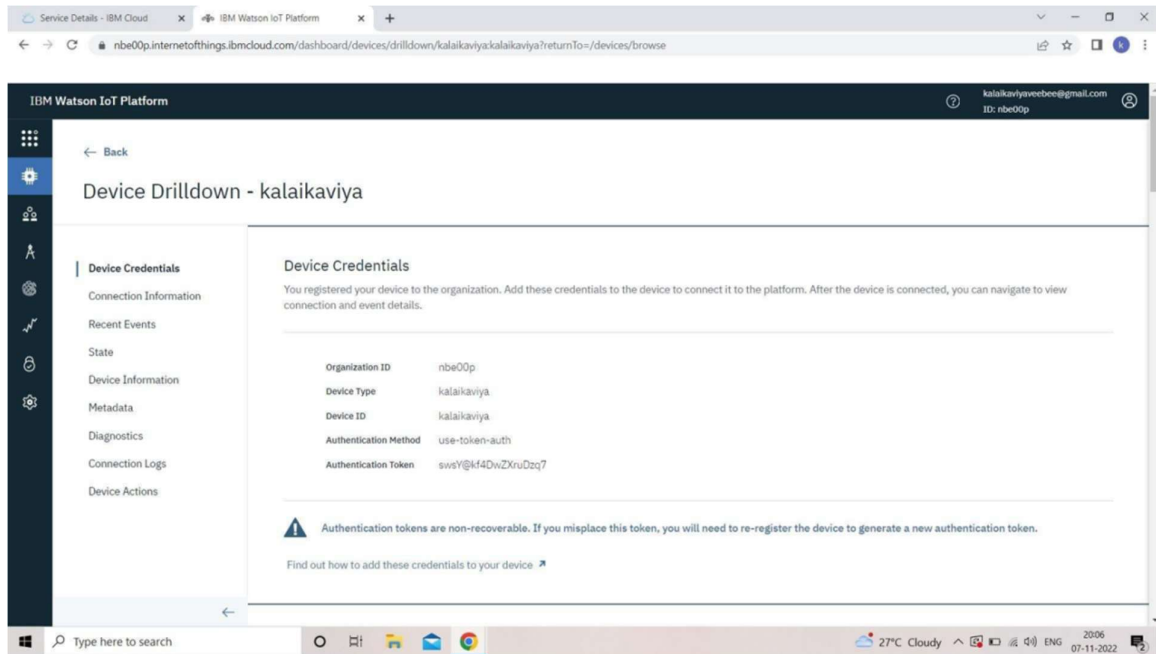 Service Details - IBM Cloud
IBM Watson IoT Platform
nbe00p.internetofthings.ibmcloud.com/dashboard/devices/drilldown/kalaikaviya:kalaikaviya?returnTo=/devices/browse
k
IBM Watson IoT Platform
kalaikaviyaveebee@gmail.com
ID: nbe00p
Back
Device Drilldown - kalaikaviya
Device Credentials
Connection Information
Recent Events
State
Device Information
Metadata
Diagnostics
Connection Logs
Device Actions
Device Credentials
You registered your device to the organization. Add these credentials to the device to connect it to the platform. After the device is connected, you can navigate to view
connection and event details.
Organization ID nbe00p
Device Type kalaikaviya
Device ID kalaikaviya
Authentication Method use-token-auth
Authentication Token swsY@kf4DwZXruDzq7
Authentication tokens are non-recoverable. If you misplace this token, you will need to re-register the device to generate a new authentication token.
Find out how to add these credentials to your device
Type here to search
27°C Cloudy
ENG
20:06
07-11-2022
2